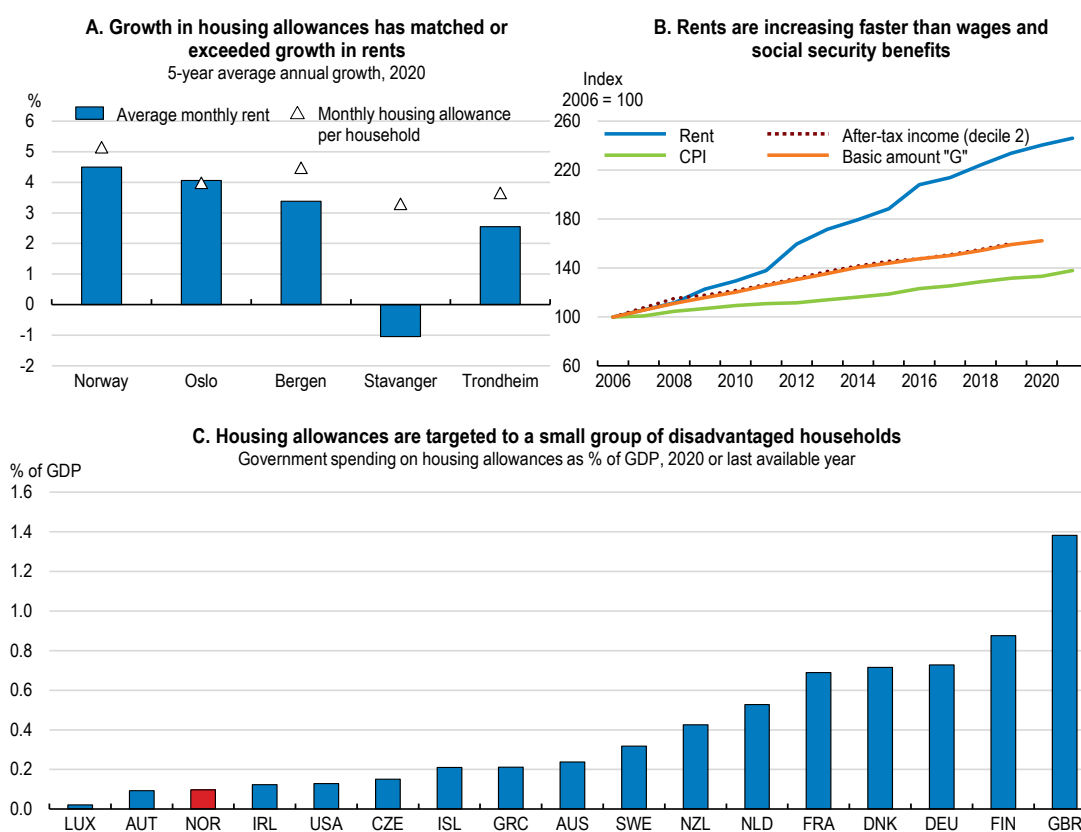 A. Growth in housing allowances has matched or
exceeded growth in rents
5-year average annual growth, 2020
%
Average monthly rent
Monthly housing allowance
per household
6
5
4
3
2
1
0
-1
-2
Norway Oslo Bergen Stavanger Trondheim
B. Rents are increasing faster than wages and
social security benefits
Index
2006 = 100
260
220
180
140
100
60
Rent
After-tax income (decile 2)
CPI
Basic amount "G"
2006 2008 2010 2012 2014 2016 2018 2020
C. Housing allowances are targeted to a small group of disadvantaged households
Government spending on housing allowances as % of GDP, 2020 or last available year
% of GDP
1.6
1.4
1.2
1.0
0.8
0.6
0.4
0.2
0.0
LUX AUT NOR IRL USA CZE ISL GRC AUS SWE NZL NLD FRA DNK DEU FIN GBR